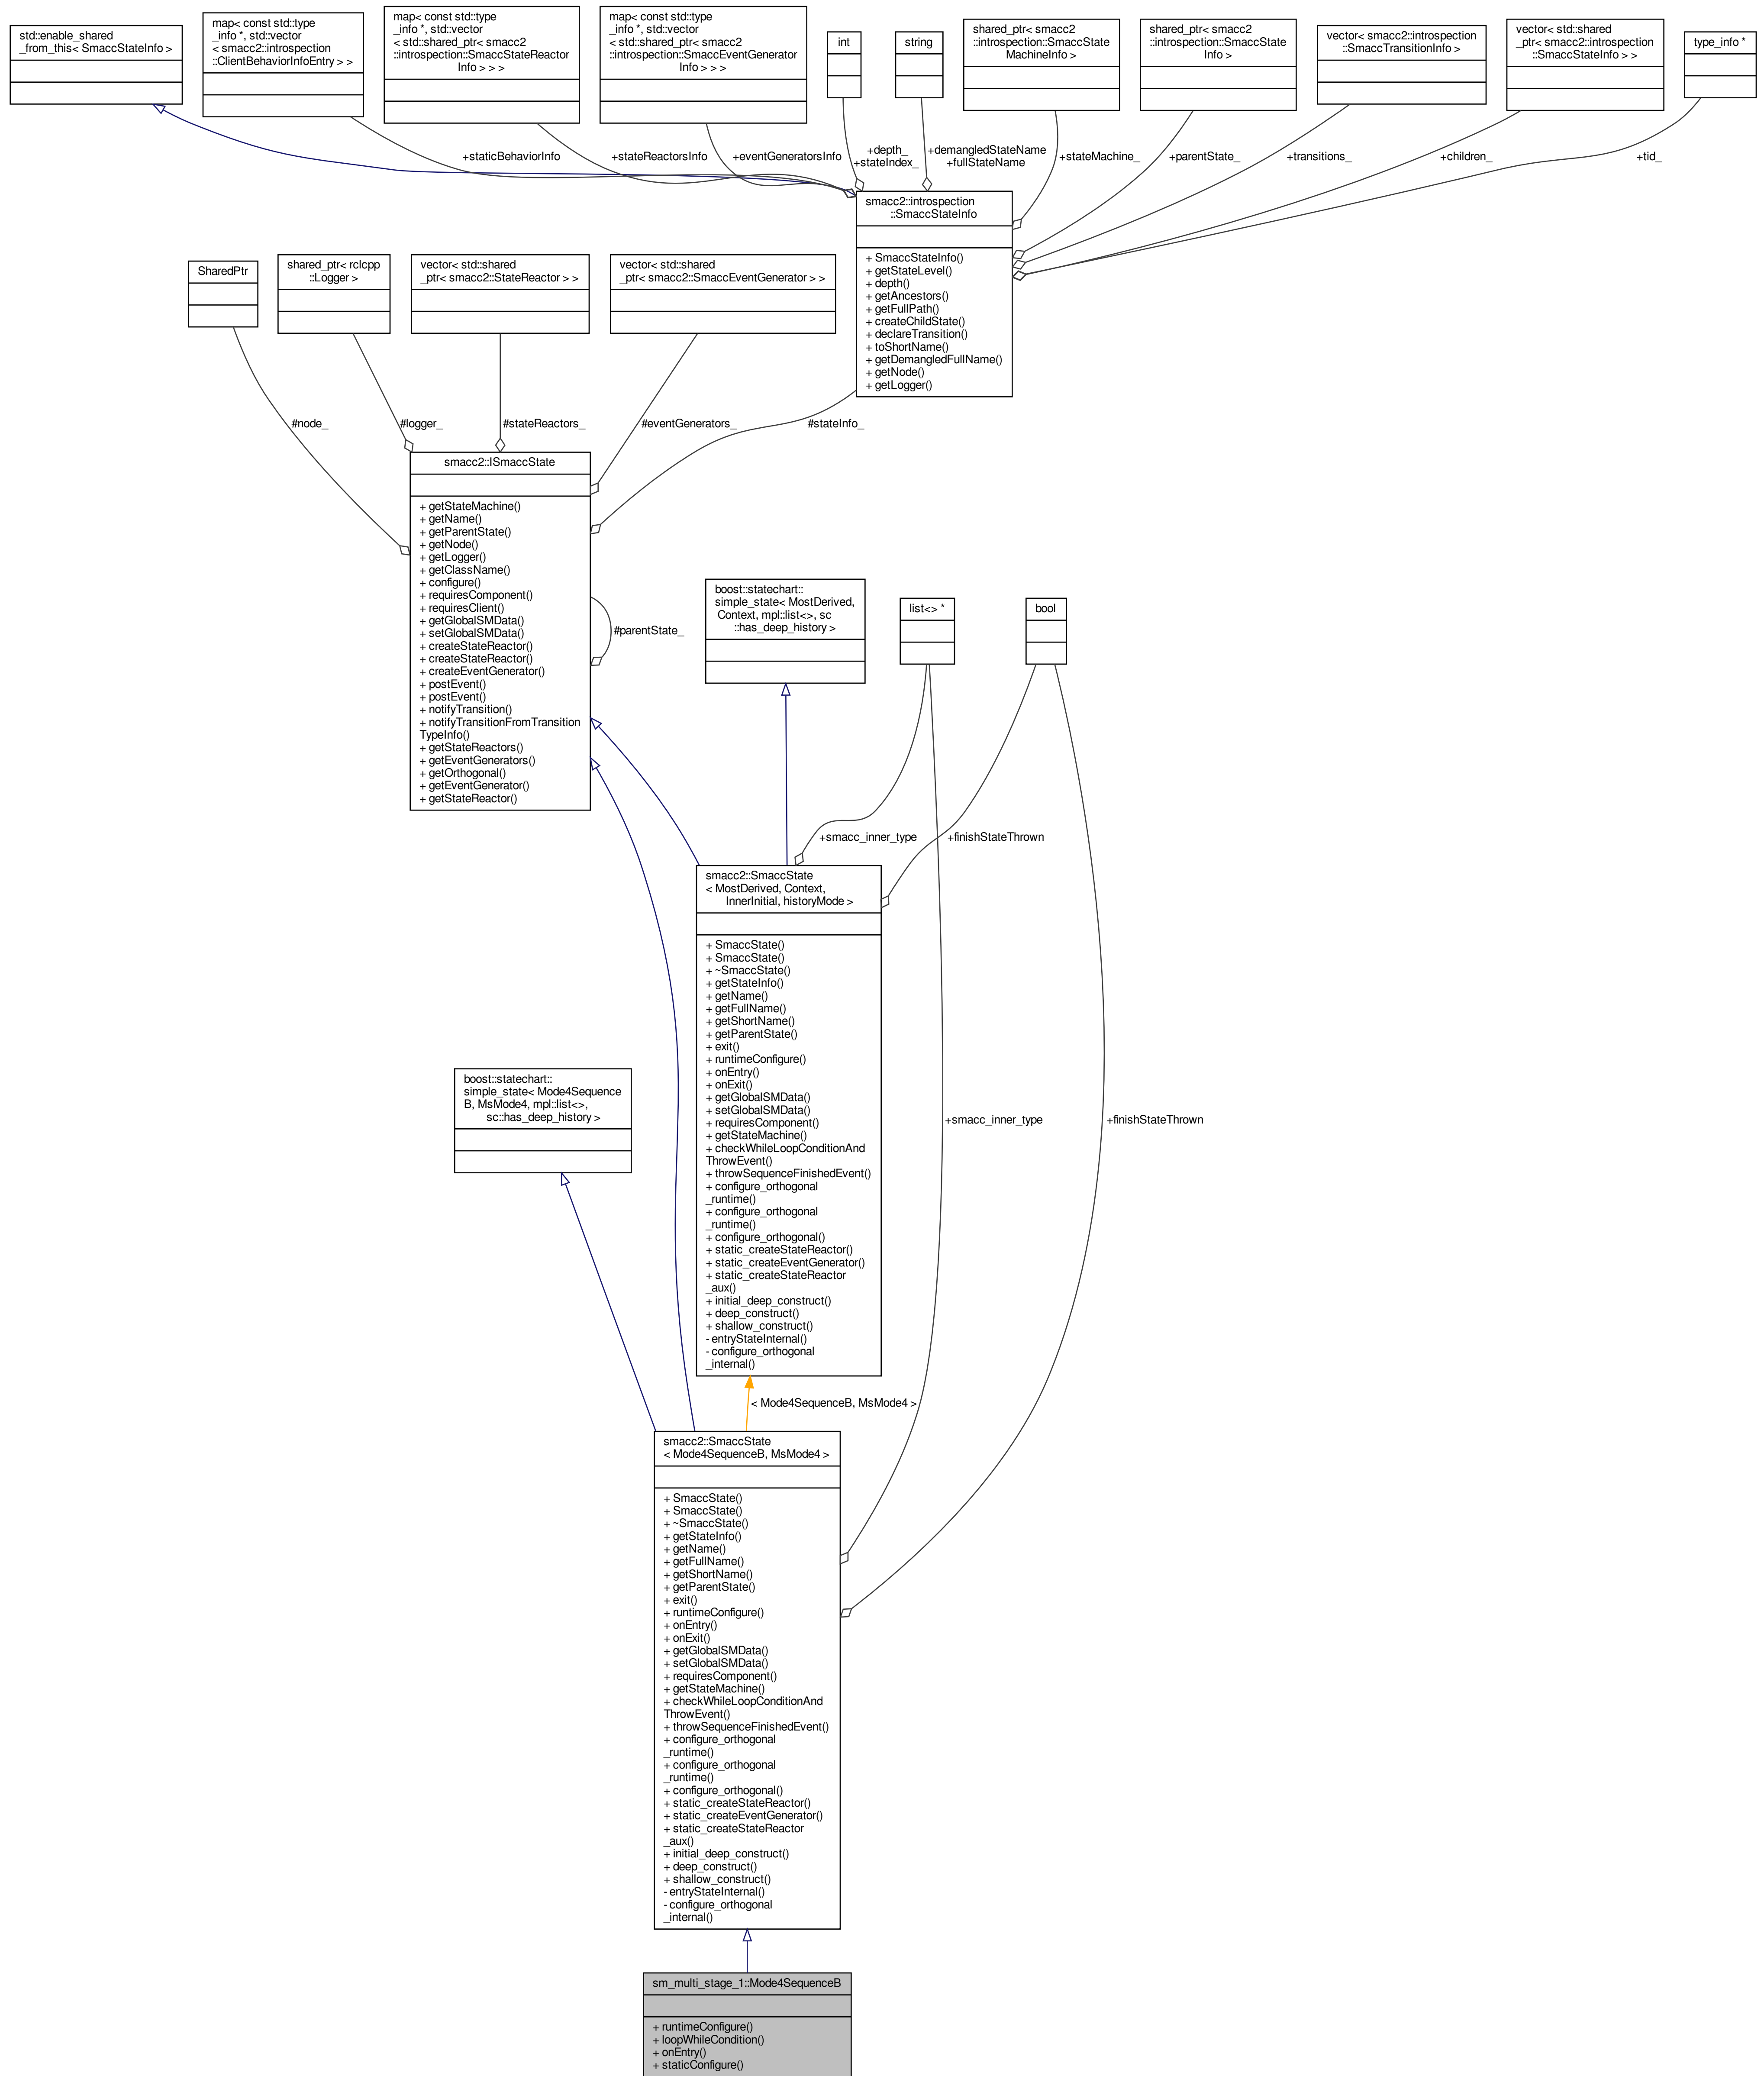 std::enable_shared
_from_this< SmaccStateInfo >
map< const std::type
_info *, std::vector
< smacc2::introspection
::ClientBehaviorInfoEntry > >
map< const std::type
_info *, std::vector
< std::shared_ptr< smacc2
::introspection::SmaccStateReactor
Info > > >
map< const std::type
_info *, std::vector
< std::shared_ptr< smacc2
::introspection::SmaccEventGenerator
Info > > >
int
string
shared_ptr< smacc2
::introspection::SmaccState
MachineInfo >
shared_ptr< smacc2
::introspection::SmaccState
Info >
vector< smacc2::introspection
::SmaccTransitionInfo >
vector< std::shared
_ptr< smacc2::introspection
::SmaccStateInfo > >
type_info *
+staticBehaviorInfo
+stateReactorsInfo
+eventGeneratorsInfo
+depth_
+stateIndex_
+demangledStateName
+fullStateName
+stateMachine_
+parentState_
+transitions_
+children_
+tid_
smacc2::introspection
::SmaccStateInfo
+ SmaccStateInfo()
+ getStateLevel()
+ depth()
+ getAncestors()
+ getFullPath()
+ createChildState()
+ declareTransition()
+ toShortName()
+ getDemangledFullName()
+ getNode()
+ getLogger()
SharedPtr
shared_ptr< rclcpp
::Logger >
vector< std::shared
_ptr< smacc2::StateReactor > >
vector< std::shared
_ptr< smacc2::SmaccEventGenerator > >
#node_
#logger_
#stateReactors_
#eventGenerators_
#stateInfo_
smacc2::ISmaccState
+ getStateMachine()
+ getName()
+ getParentState()
+ getNode()
+ getLogger()
+ getClassName()
+ configure()
+ requiresComponent()
+ requiresClient()
+ getGlobalSMData()
+ setGlobalSMData()
+ createStateReactor()
+ createStateReactor()
+ createEventGenerator()
+ postEvent()
+ postEvent()
+ notifyTransition()
+ notifyTransitionFromTransition
TypeInfo()
+ getStateReactors()
+ getEventGenerators()
+ getOrthogonal()
+ getEventGenerator()
+ getStateReactor()
#parentState_
boost::statechart::
simple_state< MostDerived,
Context, mpl::list<>, sc
::has_deep_history >
list<> *
bool
+smacc_inner_type
+finishStateThrown
smacc2::SmaccState
< MostDerived, Context,
InnerInitial, historyMode >
+ SmaccState()
+ SmaccState()
+ ~SmaccState()
+ getStateInfo()
+ getName()
+ getFullName()
+ getShortName()
+ getParentState()
+ exit()
+ runtimeConfigure()
+ onEntry()
+ onExit()
+ getGlobalSMData()
+ setGlobalSMData()
+ requiresComponent()
+ getStateMachine()
+ checkWhileLoopConditionAnd
ThrowEvent()
+ throwSequenceFinishedEvent()
+ configure_orthogonal
_runtime()
+ configure_orthogonal
_runtime()
+ configure_orthogonal()
+ static_createStateReactor()
+ static_createEventGenerator()
+ static_createStateReactor
_aux()
+ initial_deep_construct()
+ deep_construct()
+ shallow_construct()
- entryStateInternal()
- configure_orthogonal
_internal()
boost::statechart::
simple_state< Mode4Sequence
B, MsMode4, mpl::list<>,
sc::has_deep_history >
+smacc_inner_type
+finishStateThrown
< Mode4SequenceB, MsMode4 >
smacc2::SmaccState
< Mode4SequenceB, MsMode4 >
+ SmaccState()
+ SmaccState()
+ ~SmaccState()
+ getStateInfo()
+ getName()
+ getFullName()
+ getShortName()
+ getParentState()
+ exit()
+ runtimeConfigure()
+ onEntry()
+ onExit()
+ getGlobalSMData()
+ setGlobalSMData()
+ requiresComponent()
+ getStateMachine()
+ checkWhileLoopConditionAnd
ThrowEvent()
+ throwSequenceFinishedEvent()
+ configure_orthogonal
_runtime()
+ configure_orthogonal
_runtime()
+ configure_orthogonal()
+ static_createStateReactor()
+ static_createEventGenerator()
+ static_createStateReactor
_aux()
+ initial_deep_construct()
+ deep_construct()
+ shallow_construct()
- entryStateInternal()
- configure_orthogonal
_internal()
sm_multi_stage_1::Mode4SequenceB
+ runtimeConfigure()
+ loopWhileCondition()
+ onEntry()
+ staticConfigure()